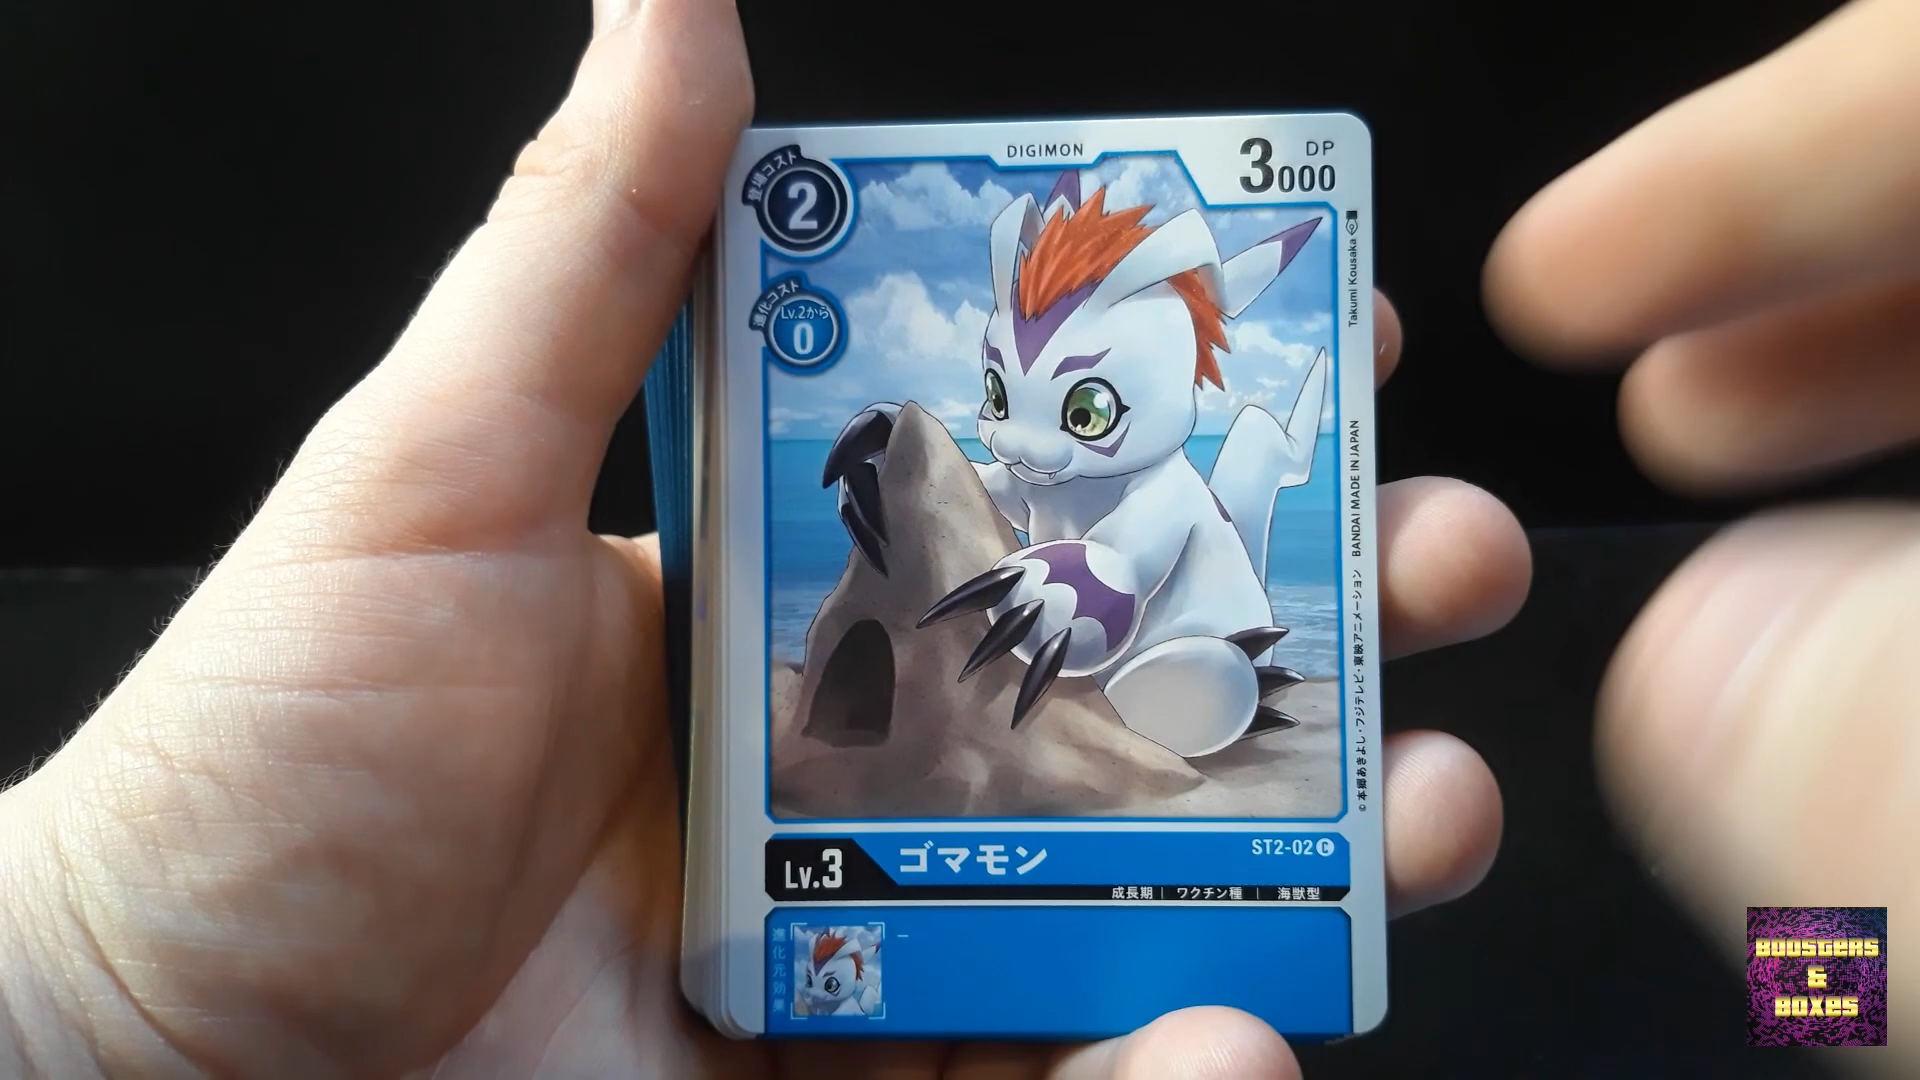 DIGIMON
3000
DP
登場コスト
2
進化コスト
Lv.2から
0
Takumi Kousaka
BANDAI MADE IN JAPAN
© 本郷あきよし・フジテレビ・東映アニメーション
Lv.3
ゴマモン
ST2-02 C
成長期 | ワクチン種 | 海獣型
進化元効果
–
BOOSTERS
&
BOXES